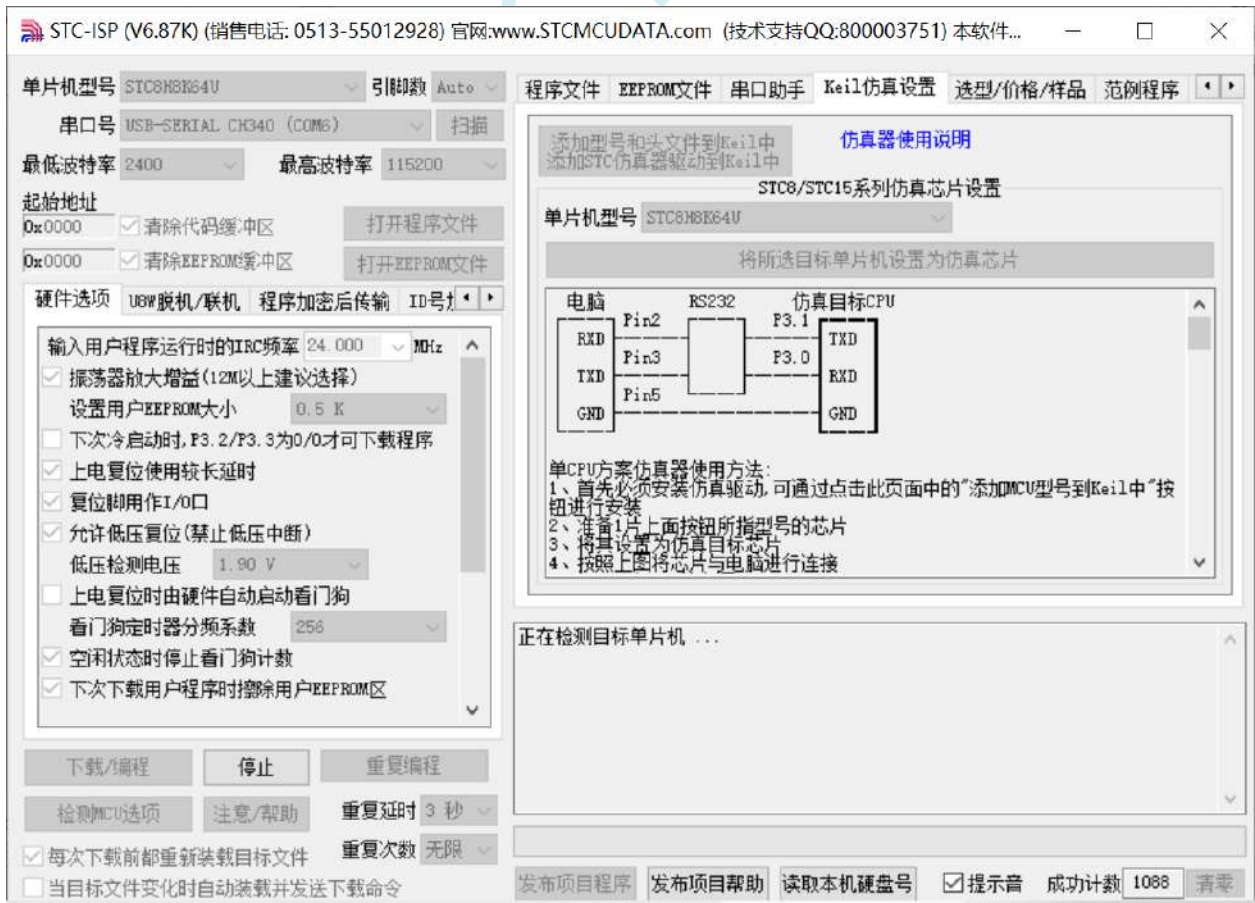 STC-ISP (V6.87K) (销售电话: 0513-55012928) 官网:www.STCMCUDATA.com (技术支持QQ:800003751) 本软件...
单片机型号 STC8H8K64U 引脚数 Auto
串口号 USB-SERIAL CH340 (COM6) 扫描
最低波特率 2400 最高波特率 115200
起始地址
0x0000 清除代码缓冲区 打开程序文件
0x0000 清除EEPROM缓冲区 打开EEPROM文件
硬件选项 U8W脱机/联机 程序加密后传输 ID号
输入用户程序运行时的IRC频率 24.000 MHz
振荡器放大增益(12M以上建议选择)
设置用户EEPROM大小 0.5 K
下次冷启动时,P3.2/P3.3为0/0才可下载程序
上电复位使用较长延时
复位脚用作I/O口
允许低压复位(禁止低压中断)
低压检测电压 1.90 V
上电复位时由硬件自动启动看门狗
看门狗定时器分频系数 256
空闲状态时停止看门狗计数
下次下载用户程序时擦除用户EEPROM区
下载/编程 停止 重复编程
检测MCU选项 注意/帮助 重复延时 3 秒
每次下载前都重新装载目标文件 重复次数 无限
当目标文件变化时自动装载并发送下载命令
程序文件 EEPROM文件 串口助手 Keil仿真设置 选型/价格/样品 范例程序
添加型号和头文件到Keil中
添加STC仿真器驱动到Keil中
仿真器使用说明
STC8/STC15系列仿真芯片设置
单片机型号 STC8H8K64U
将所选目标单片机设置为仿真芯片
电脑 RS232 仿真目标CPU
Pin2 P3.1
RXD TXD
Pin3 P3.0
TXD RXD
Pin5
GND GND
单CPU方案仿真器使用方法:
1、首先必须安装仿真驱动,可通过点击此页面中的"添加MCU型号到Keil中"按
钮进行安装
2、准备1片上面按钮所指型号的芯片
3、将其设置为仿真目标芯片
4、按照上图将芯片与电脑进行连接
正在检测目标单片机 ...
发布项目程序 发布项目帮助 读取本机硬盘号 提示音 成功计数 1088 清零